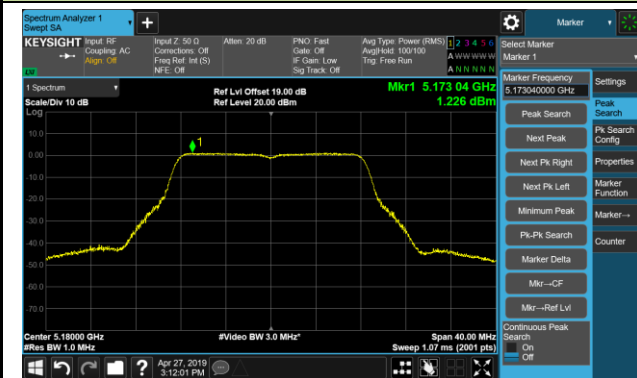 Spectrum Analyzer 1
Swept SA
+
Marker
KEYSIGHT
Input: RF
Coupling: AC
Align: Off
Input Z: 50 Ω
Corrections: Off
Freq Ref: Int (S)
NFE: Off
Atten: 20 dB
PNO: Fast
Gate: Off
IF Gain: Low
Sig Track: Off
Avg Type: Power (RMS)
Avg|Hold: 100/100
Trig: Free Run
1 2 3 4 5 6
A W W W W W
A N N N N N
Select Marker
Marker 1
1 Spectrum
Scale/Div 10 dB
Log
Ref Lvl Offset 19.00 dB
Ref Level 20.00 dBm
Mkr1 5.173 04 GHz
1.226 dBm
10.0
0.00
-10.0
-20.0
-30.0
-40.0
-50.0
-60.0
-70.0
1
Center 5.18000 GHz
#Res BW 1.0 MHz
#Video BW 3.0 MHz*
Span 40.00 MHz
Sweep 1.07 ms (2001 pts)
Marker Frequency
5.173040000 GHz
Peak Search
Next Peak
Next Pk Right
Next Pk Left
Minimum Peak
Pk-Pk Search
Marker Delta
Mkr→CF
Mkr→Ref Lvl
Continuous Peak
Search
On
Off
Settings
Peak
Search
Pk Search
Config
Properties
Marker
Function
Marker→
Counter
?
Apr 27, 2019
3:12:01 PM